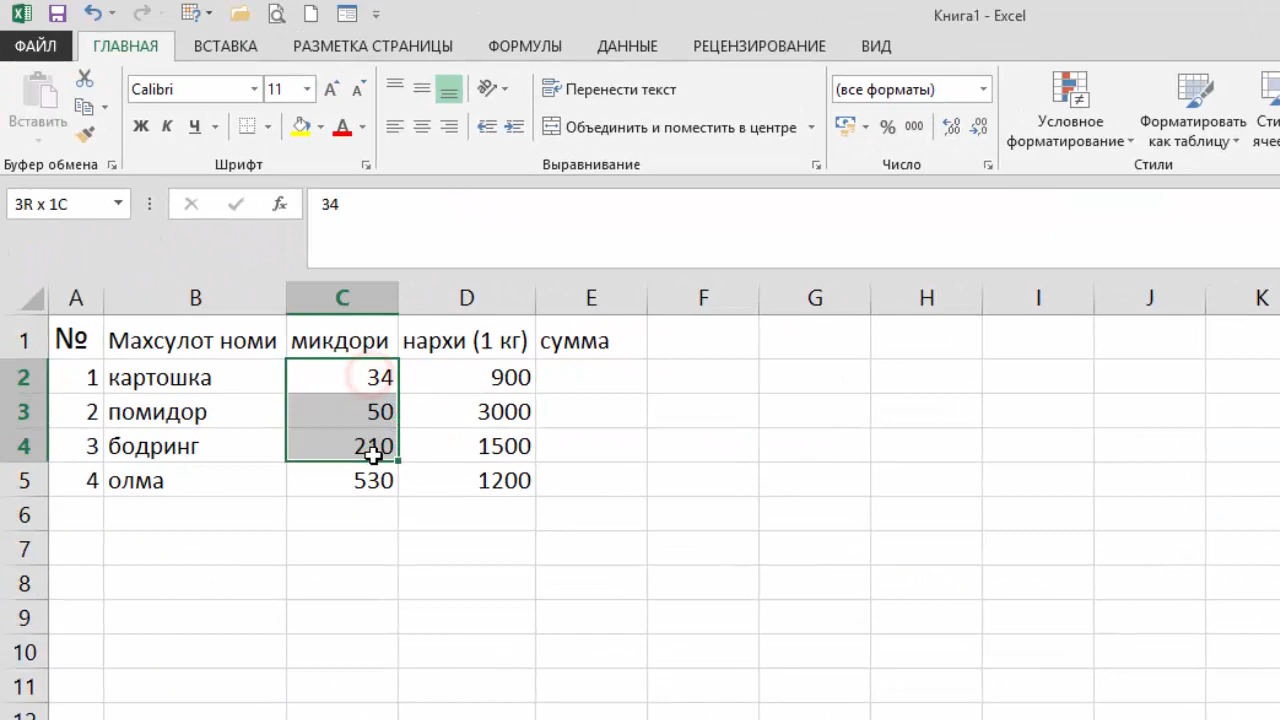 Книга1 - Excel
ФАЙЛ ГЛАВНАЯ ВСТАВКА РАЗМЕТКА СТРАНИЦЫ ФОРМУЛЫ ДАННЫЕ РЕЦЕНЗИРОВАНИЕ ВИД
Вставить
Буфер обмена
Calibri 11
Ж К Ч А
Шрифт
Перенести текст
Объединить и поместить в центре
Выравнивание
(все форматы)
% 000
Число
Условное форматирование
Форматировать как таблицу
Стили
3R x 1C fx 34
A B C D E F G H I J K
1 № Махсулот номи микдори нархи (1 кг) сумма
2 1 картошка 34 900
3 2 помидор 50 3000
4 3 бодринг 210 1500
5 4 олма 530 1200
6
7
8
9
10
11